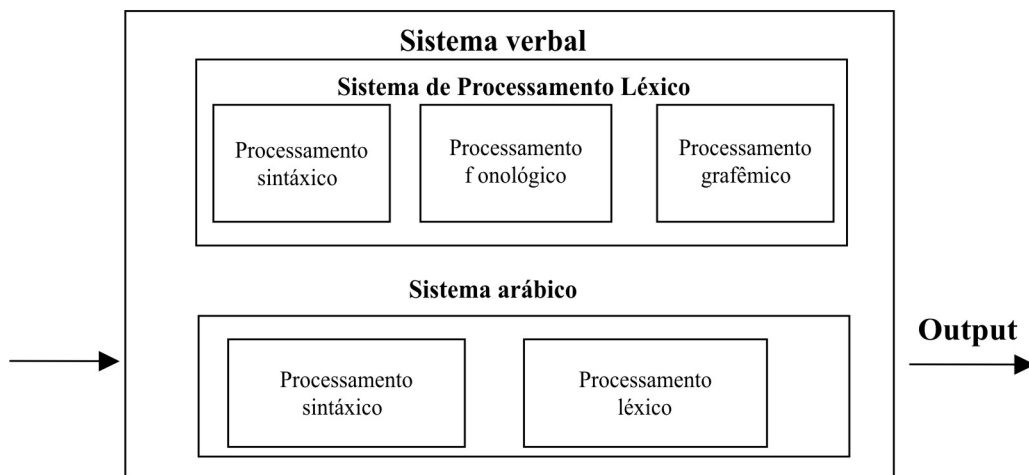 Sistema verbal
Sistema de Processamento Léxico
Processamento
sintáxico
Processamento
f onológico
Processamento
grafêmico
Sistema arábico
Output
Processamento
sintáxico
Processamento
léxico